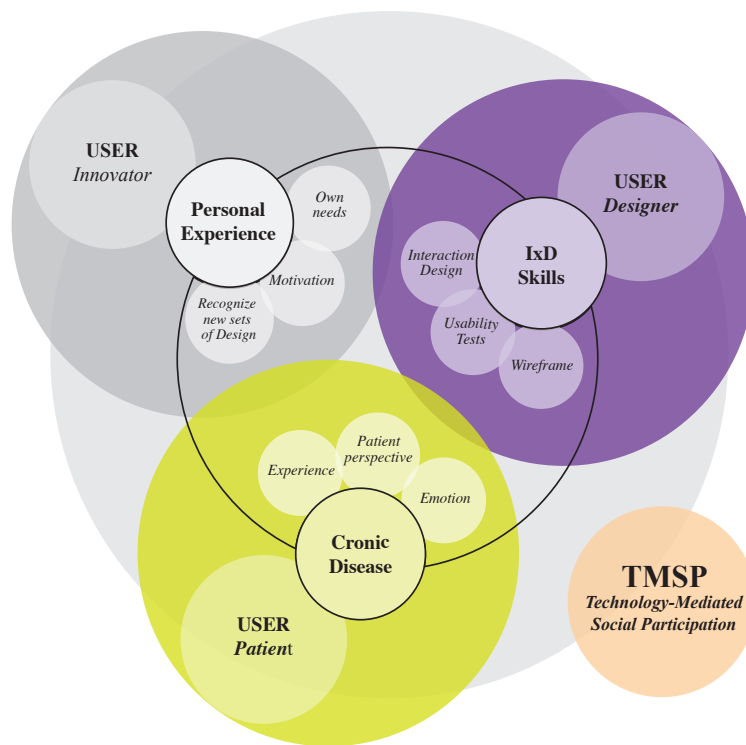 USER
Innovator
Personal
Experience
Own
needs
Motivation
Recognize
new sets
of Design
USER
Designer
IxD
Skills
Interaction
Design
Usability
Tests
Wireframe
Patient
perspective
Experience
Emotion
Cronic
Disease
USER
Patient
TMSP
Technology-Mediated
Social Participation